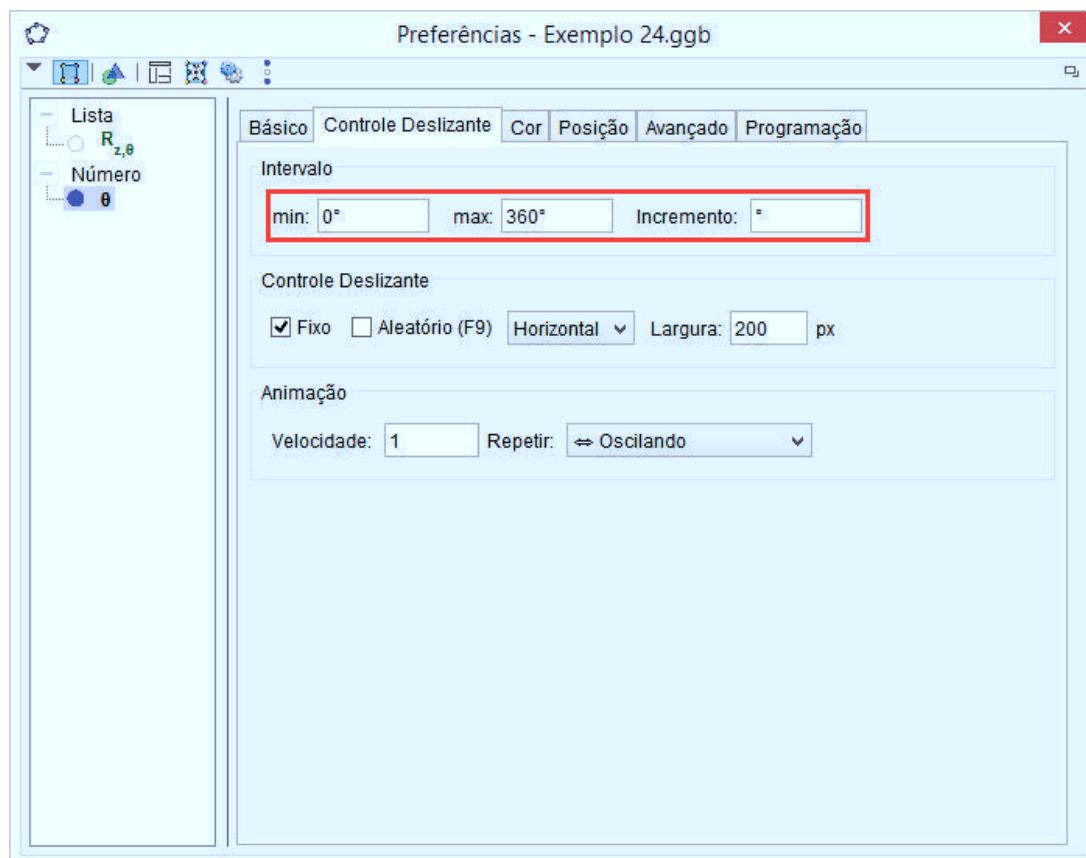 Preferências - Exemplo 24.ggb
Lista
R z,θ
Número
θ
Básico Controle Deslizante Cor Posição Avançado Programação
Intervalo
min: 0° max: 360° Incremento: °
Controle Deslizante
Fixo Aleatório (F9) Horizontal Largura: 200 px
Animação
Velocidade: 1 Repetir: ⇔ Oscilando